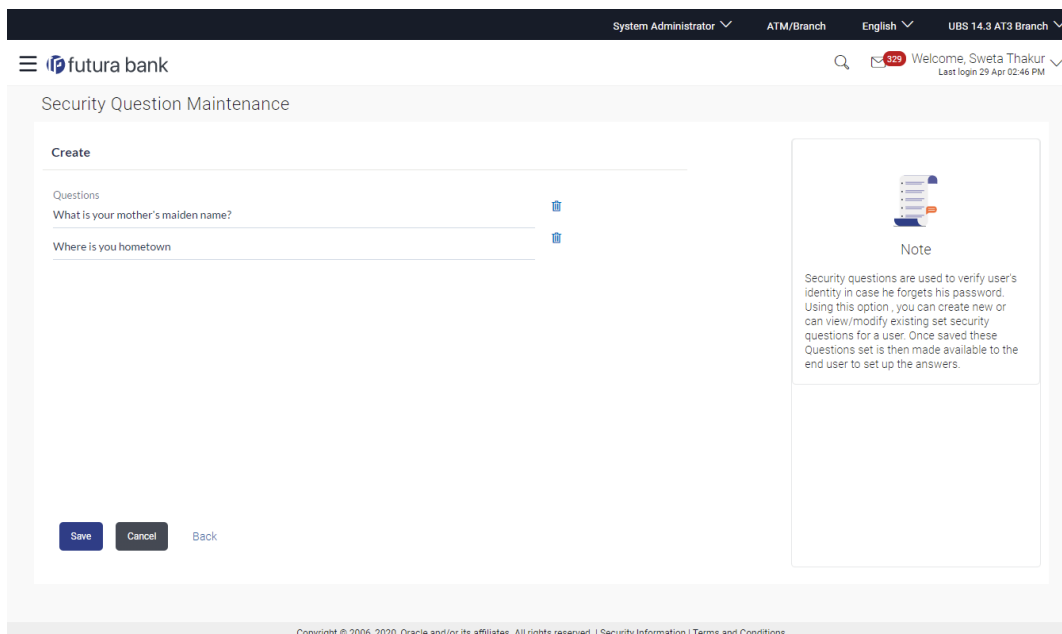 System Administrator ATM/Branch English UBS 14.3 AT3 Branch
futura bank
329 Welcome, Sweta Thakur
Last login 29 Apr 02:46 PM
Security Question Maintenance
Create
Questions
What is your mother's maiden name?
Where is you hometown
Note
Security questions are used to verify user's
identity in case he forgets his password.
Using this option , you can create new or
can view/modify existing set security
questions for a user. Once saved these
Questions set is then made available to the
end user to set up the answers.
Save Cancel Back
Copyright © 2006, 2020, Oracle and/or its affiliates. All rights reserved. | Security Information | Terms and Conditions